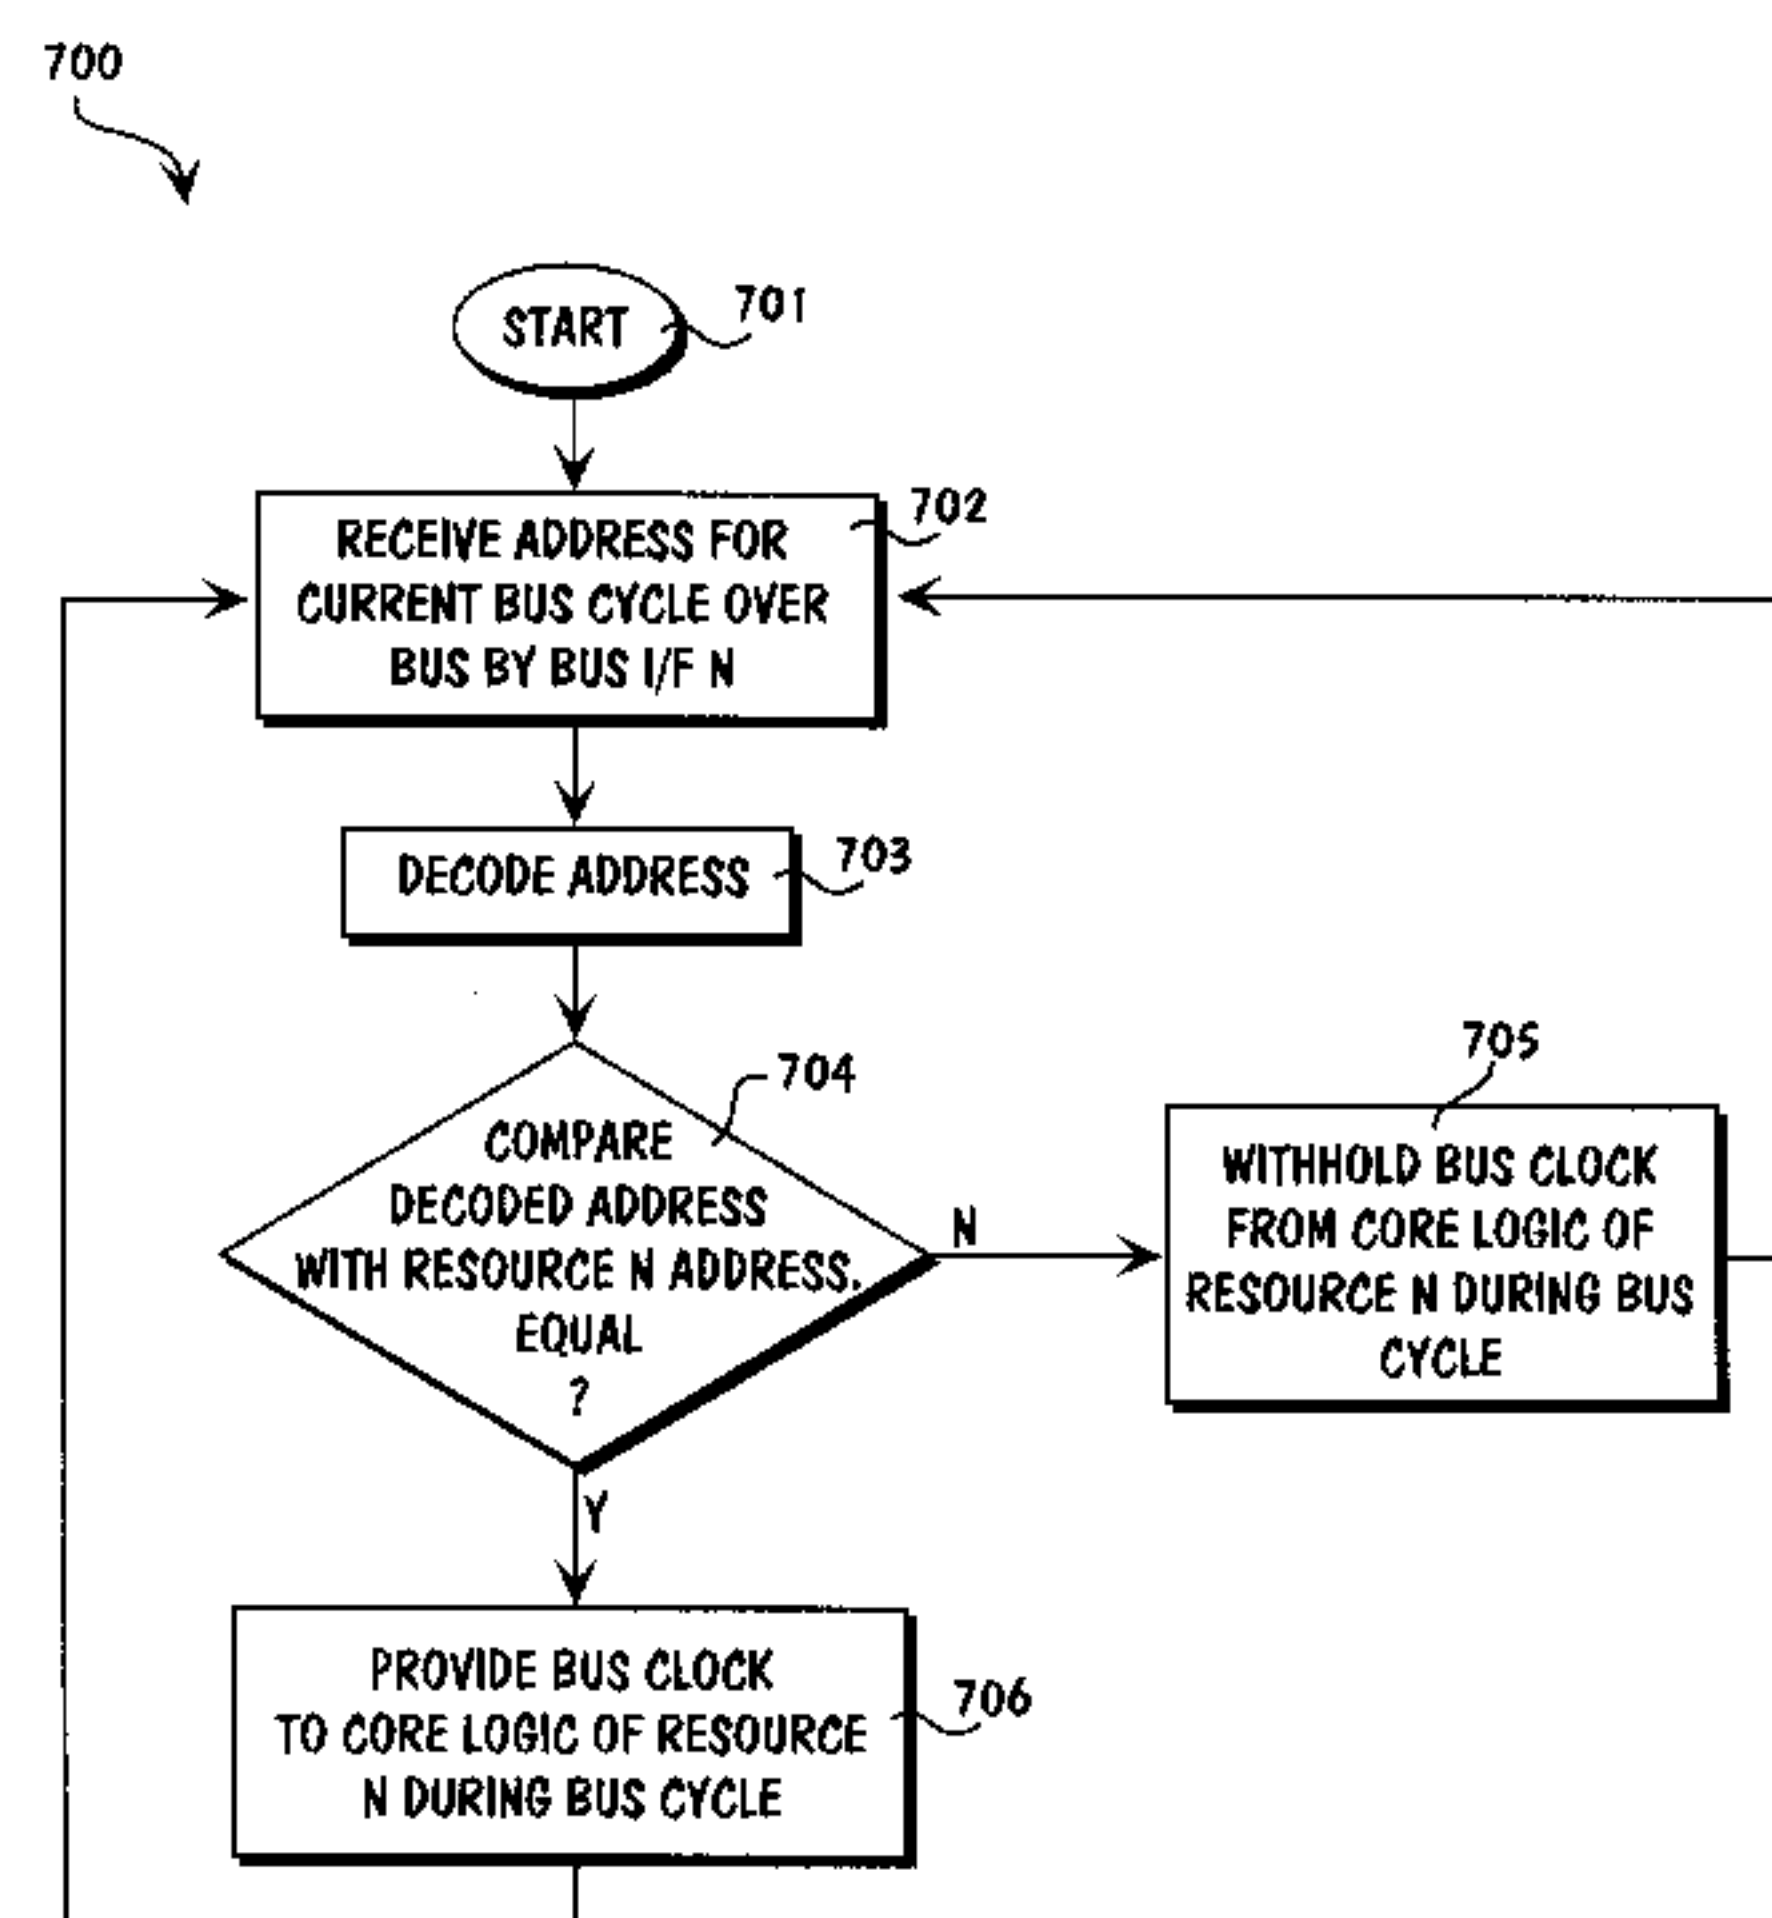 700
START
701
RECEIVE ADDRESS FOR
CURRENT BUS CYCLE OVER
BUS BY BUS I/F N
702
DECODE ADDRESS
703
COMPARE
DECODED ADDRESS
WITH RESOURCE N ADDRESS.
EQUAL
?
704
N
705
WITHHOLD BUS CLOCK
FROM CORE LOGIC OF
RESOURCE N DURING BUS
CYCLE
Y
PROVIDE BUS CLOCK
TO CORE LOGIC OF RESOURCE
N DURING BUS CYCLE
706